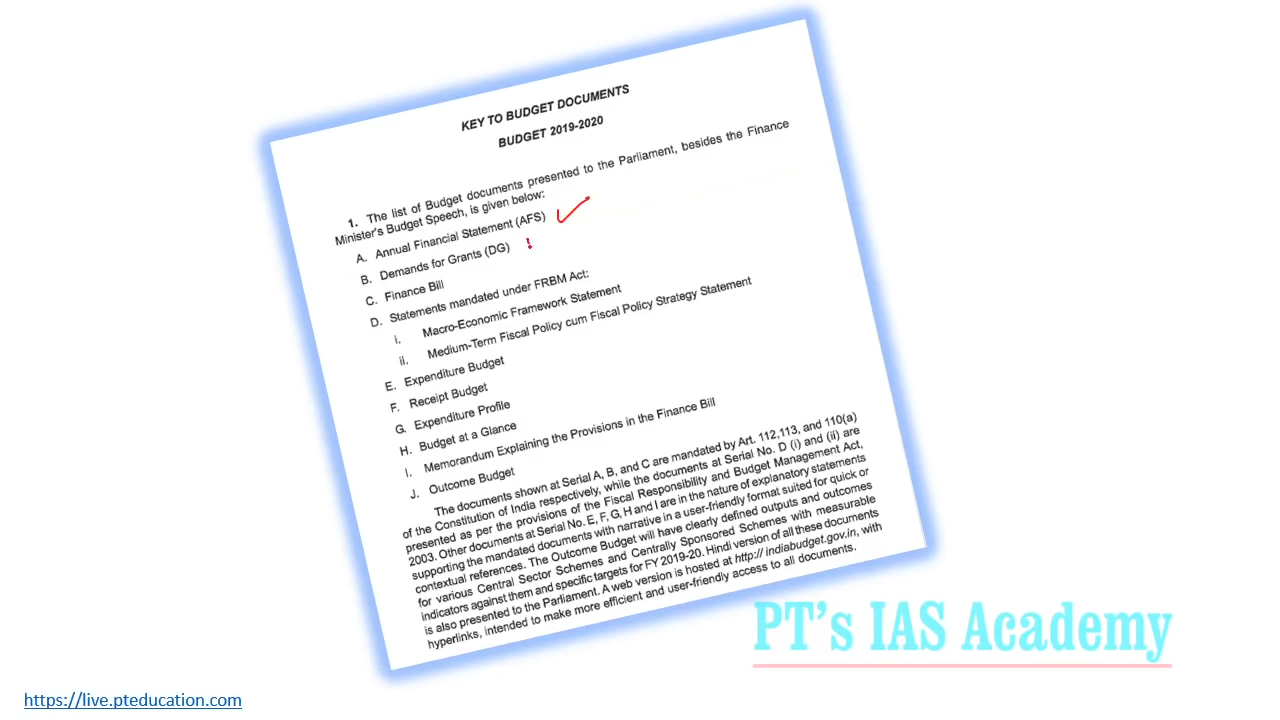 KEY TO BUDGET DOCUMENTS
BUDGET 2019-2020
1. The list of Budget documents presented to the Parliament, besides the Finance
Minister's Budget Speech, is given below:
A. Annual Financial Statement (AFS)
B. Demands for Grants (DG)
C. Finance Bill
D. Statements mandated under FRBM Act:
i. Macro-Economic Framework Statement
ii. Medium-Term Fiscal Policy cum Fiscal Policy Strategy Statement
E. Expenditure Budget
F. Receipt Budget
G. Expenditure Profile
H. Budget at a Glance
I. Memorandum Explaining the Provisions in the Finance Bill
J. Outcome Budget
The documents shown at Serial A, B, and C are mandated by Art. 112,113, and 110(a)
of the Constitution of India respectively, while the documents at Serial No. D (i) and (ii) are
presented as per the provisions of the Fiscal Responsibility and Budget Management Act,
2003. Other documents at Serial No. E, F, G, H and I are in the nature of explanatory statements
supporting the mandated documents with narrative in a user-friendly format suited for quick or
contextual references. The Outcome Budget will have clearly defined outputs and outcomes
for various Central Sector Schemes and Centrally Sponsored Schemes with measurable
indicators against them and specific targets for FY 2019-20. Hindi version of all these documents
is also presented to the Parliament. A web version is hosted at http:// indiabudget.gov.in, with
hyperlinks, intended to make more efficient and user-friendly access to all documents.
PT's IAS Academy
https://live.pteducation.com